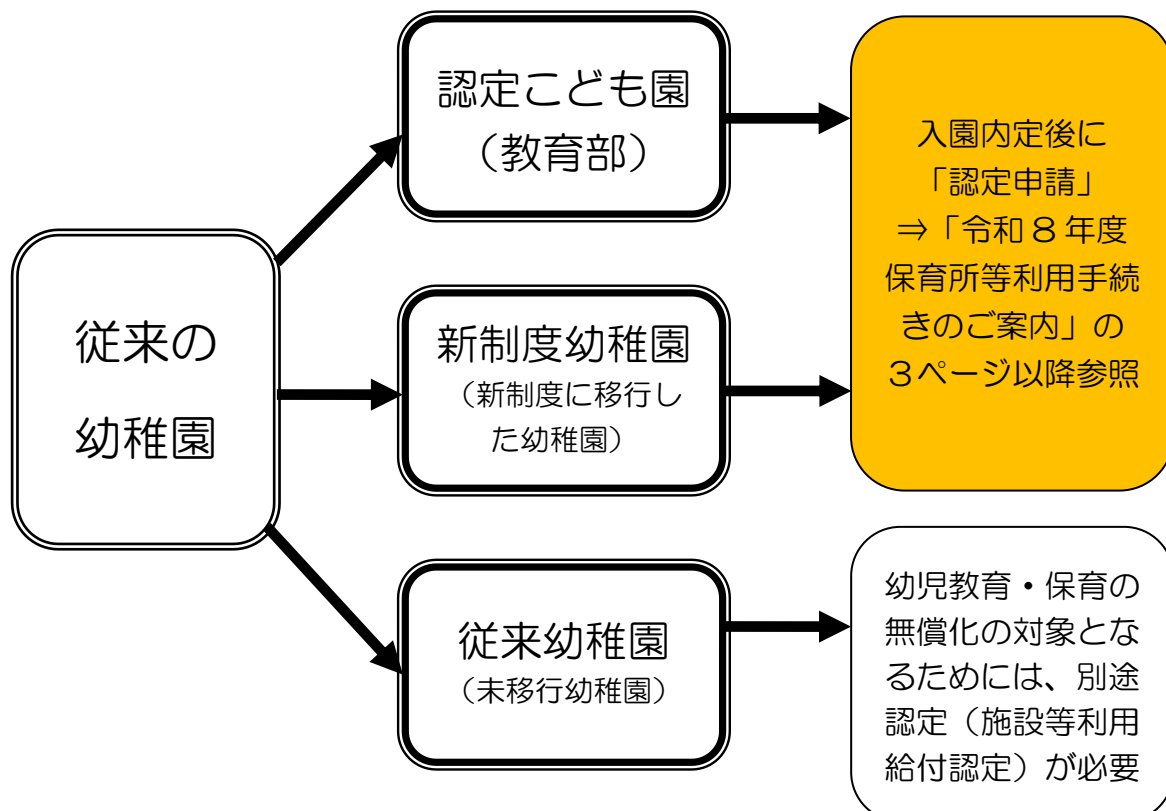 従来の
幼稚園
認定こども園
（教育部）
新制度幼稚園
（新制度に移行し
た幼稚園）
従来幼稚園
（未移行幼稚園）
入園内定後に
「認定申請」
⇒「令和８年度
保育所等利用手続
きのご案内」の
３ページ以降参照
幼児教育・保育の
無償化の対象とな
るためには、別途
認定（施設等利用
給付認定）が必要